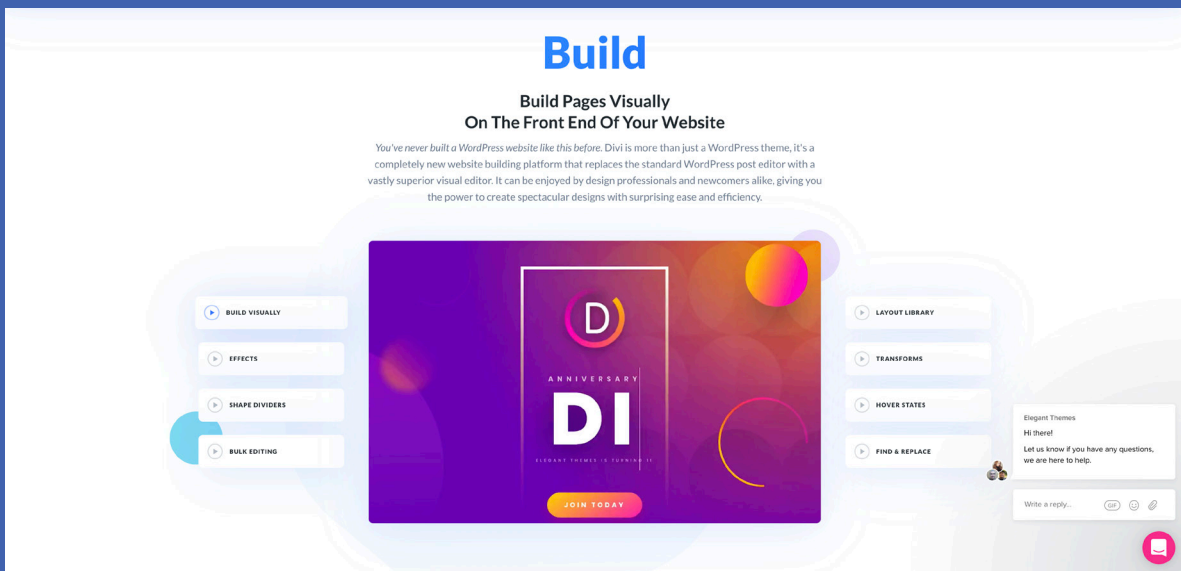 Build
Build Pages Visually
On The Front End Of Your Website
You've never built a WordPress website like this before. Divi is more than just a WordPress theme, it's a
completely new website building platform that replaces the standard WordPress post editor with a
vastly superior visual editor. It can be enjoyed by design professionals and newcomers alike, giving you
the power to create spectacular designs with surprising ease and efficiency.
BUILD VISUALLY
EFFECTS
SHAPE DIVIDERS
BULK EDITING
D
ANNIVERSARY
DI
ELEGANT THEMES IS TURNING 11
JOIN TODAY
LAYOUT LIBRARY
TRANSFORMS
HOVER STATES
FIND & REPLACE
Elegant Themes
Hi there!
Let us know if you have any questions,
we are here to help.
Write a reply...
GIF